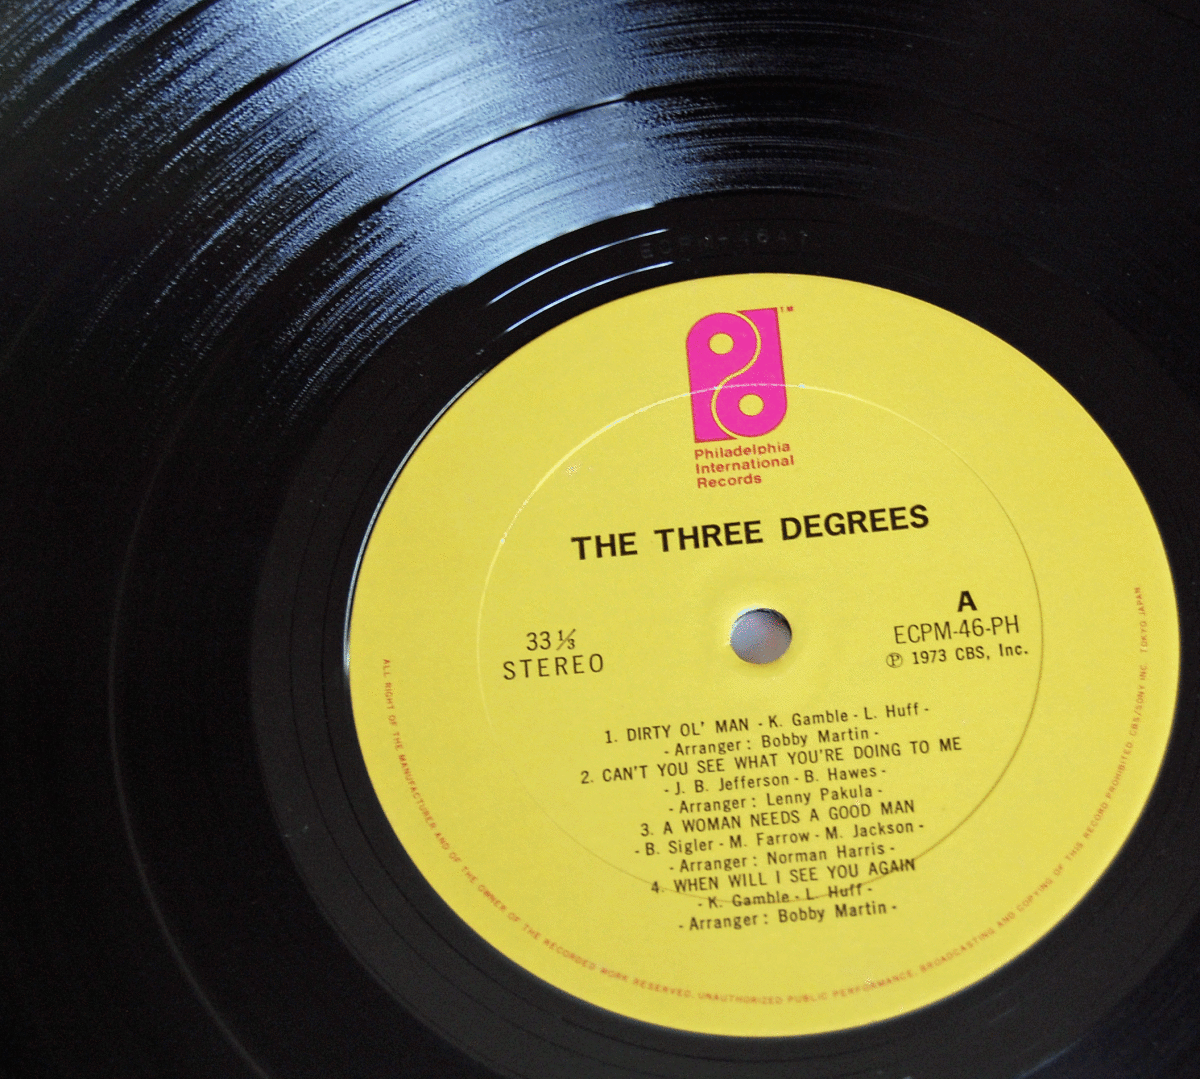 TM
Philadelphia
International
Records
THE THREE DEGREES
33 1/3
STEREO
A
ECPM-46-PH
℗ 1973 CBS, Inc.
1. DIRTY OL' MAN - K. Gamble - L. Huff -
- Arranger : Bobby Martin -
2. CAN'T YOU SEE WHAT YOU'RE DOING TO ME
- J. B. Jefferson - B. Hawes -
- Arranger : Lenny Pakula -
3. A WOMAN NEEDS A GOOD MAN
- B. Sigler - M. Farrow - M. Jackson -
- Arranger : Norman Harris -
4. WHEN WILL I SEE YOU AGAIN
- K. Gamble - L. Huff -
- Arranger : Bobby Martin -
ALL RIGHT OF THE MANUFACTURER AND OF THE OWNER OF THE RECORDED WORK RESERVED. UNAUTHORIZED PUBLIC PERFORMANCE, BROADCASTING AND COPYING OF THIS RECORD PROHIBITED. CBS/SONY INC. TOKYO JAPAN